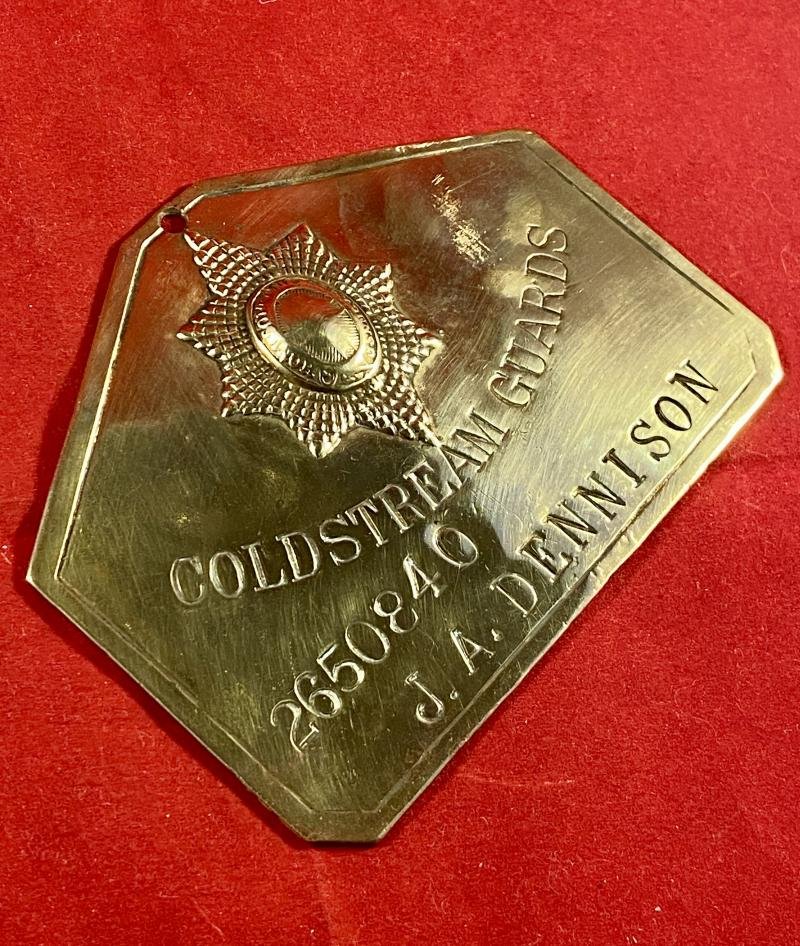 COLDSTREAM GUARDS
2650840
J. A. DENNISON